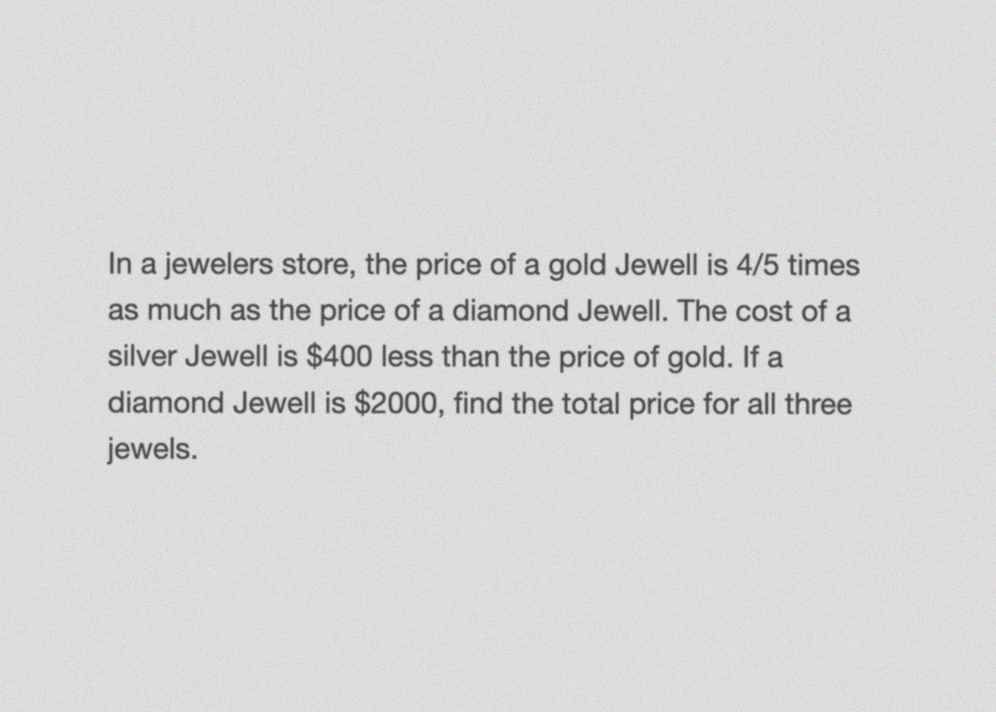 In a jewelers store, the price of a gold Jewell is 4/5 times
as much as the price of a diamond Jewell. The cost of a
silver Jewell is $400 less than the price of gold. If a
diamond Jewell is $2000, find the total price for all three
jewels.